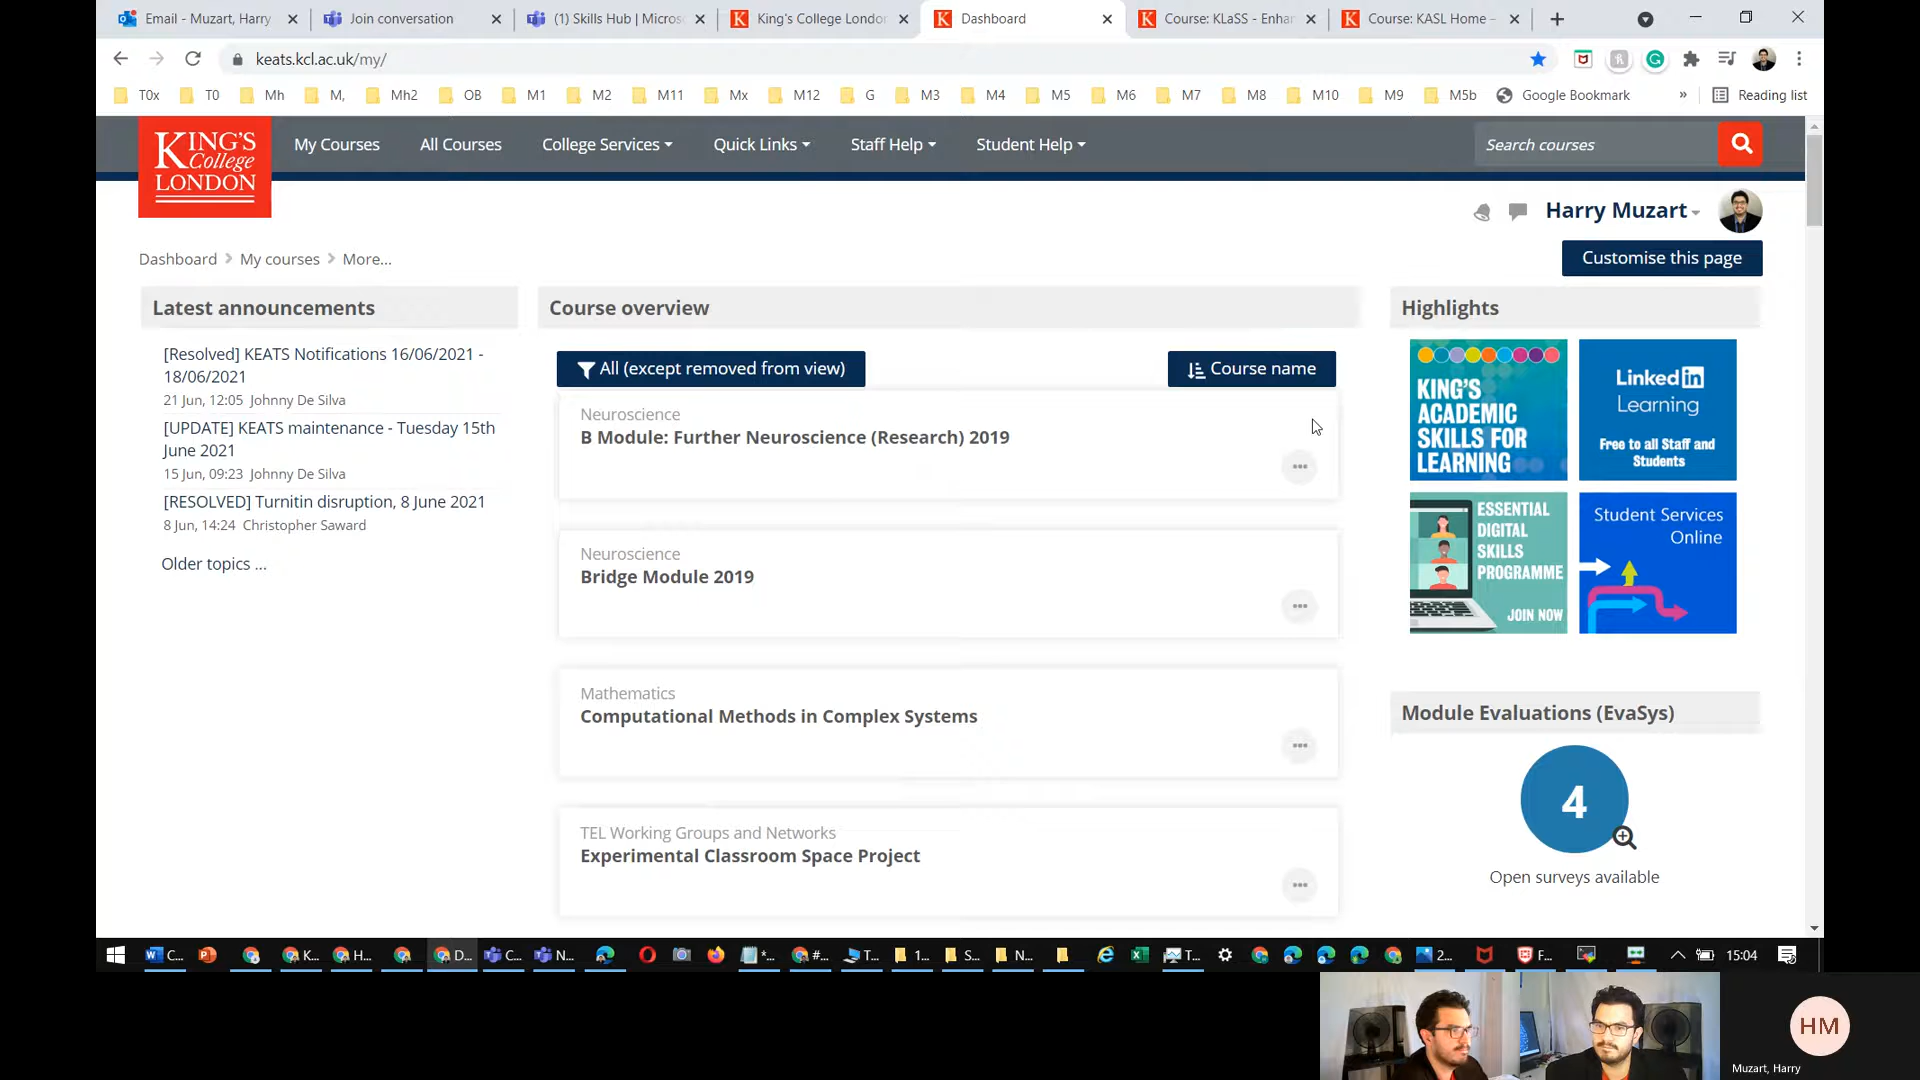 Email - Muzart, Harry
Join conversation
(1) Skills Hub | Micros
King's College Londo
Dashboard
Course: KLaSS - Enha
Course: KASL Home -
keats.kcl.ac.uk/my/
T0x
T0
Mh
M,
Mh2
OB
M1
M2
M11
Mx
M12
G
M3
M4
M5
M6
M7
M8
M10
M9
M5b
Google Bookmark
»
Reading list
KING'S
College
LONDON
My Courses
All Courses
College Services
Quick Links
Staff Help
Student Help
Search courses
Harry Muzart
Dashboard > My courses > More...
Customise this page
Latest announcements
[Resolved] KEATS Notifications 16/06/2021 -
18/06/2021
21 Jun, 12:05 Johnny De Silva
[UPDATE] KEATS maintenance - Tuesday 15th
June 2021
15 Jun, 09:23 Johnny De Silva
[RESOLVED] Turnitin disruption, 8 June 2021
8 Jun, 14:24 Christopher Saward
Older topics ...
Course overview
All (except removed from view)
Course name
Neuroscience
B Module: Further Neuroscience (Research) 2019
Neuroscience
Bridge Module 2019
Mathematics
Computational Methods in Complex Systems
TEL Working Groups and Networks
Experimental Classroom Space Project
Highlights
KING'S
ACADEMIC
SKILLS FOR
LEARNING
Linked in
Learning
Free to all Staff and
Students
ESSENTIAL
DIGITAL
SKILLS
PROGRAMME
JOIN NOW
Student Services
Online
Module Evaluations (EvaSys)
4
Open surveys available
C...
K...
H...
D...
C...
N...
*...
#...
T...
1...
S...
N...
T...
2...
F...
15:04
HM
Muzart, Harry